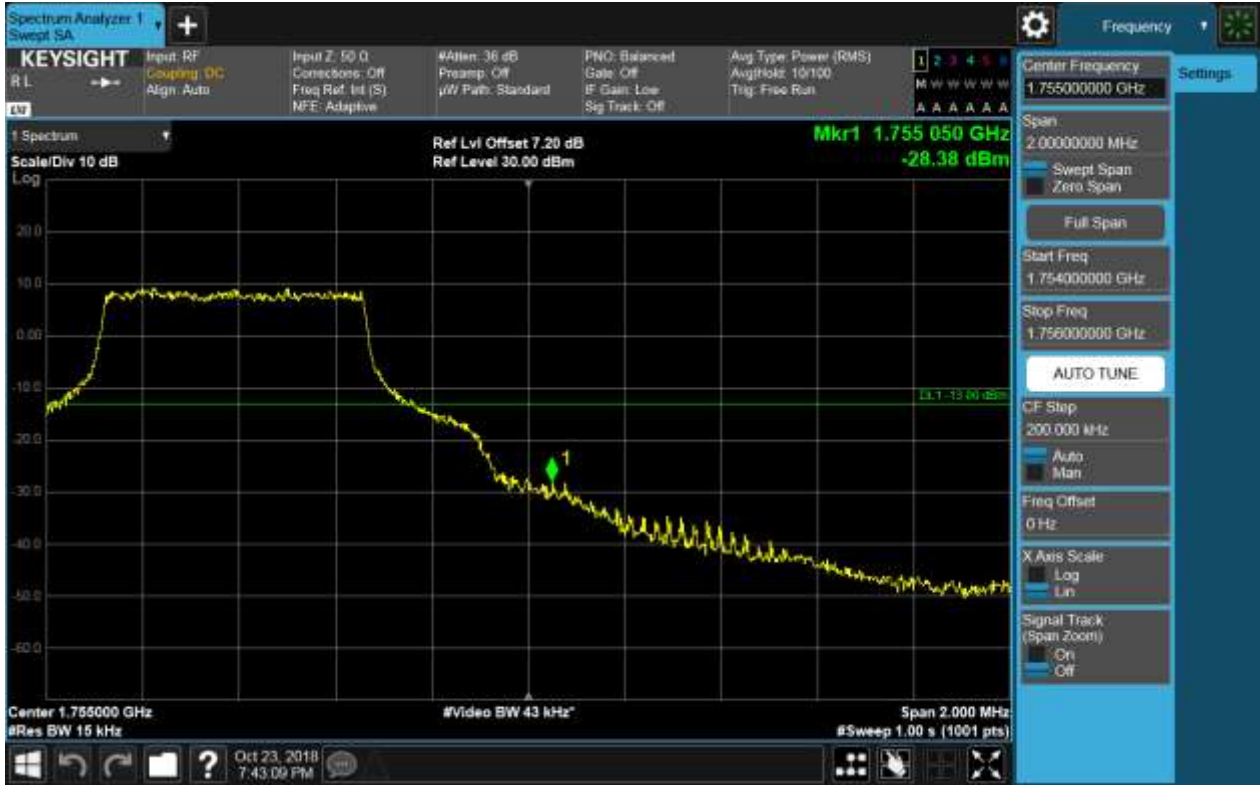 Spectrum Analyzer 1
Swept SA
Frequency
KEYSIGHT
R L
Input: RF
Coupling: DC
Align: Auto
Input Z: 50 Ω
Corrections: Off
Freq Ref: Int (S)
NFE: Adaptive
#Atten: 36 dB
Preamp: Off
µW Path: Standard
PNO: Balanced
Gate: Off
IF Gain: Low
Sig Track: Off
Avg Type: Power (RMS)
Avg|Hold: 10/100
Trig: Free Run
1 2 3 4 5 6
M W W W W W
A A A A A A
1 Spectrum
Scale/Div 10 dB
Log
Ref Lvl Offset 7.20 dB
Ref Level 30.00 dBm
Mkr1 1.755 050 GHz
-28.38 dBm
20.0
10.0
0.00
-10.0
-20.0
-30.0
-40.0
-50.0
-60.0
DL1 -13.00 dBm
1
Center 1.755000 GHz
#Res BW 15 kHz
#Video BW 43 kHz*
Span 2.000 MHz
#Sweep 1.00 s (1001 pts)
Oct 23, 2018
7:43:09 PM
Center Frequency
1.755000000 GHz
Settings
Span
2.00000000 MHz
Swept Span
Zero Span
Full Span
Start Freq
1.754000000 GHz
Stop Freq
1.756000000 GHz
AUTO TUNE
CF Step
200.000 kHz
Auto
Man
Freq Offset
0 Hz
X Axis Scale
Log
Lin
Signal Track
(Span Zoom)
On
Off